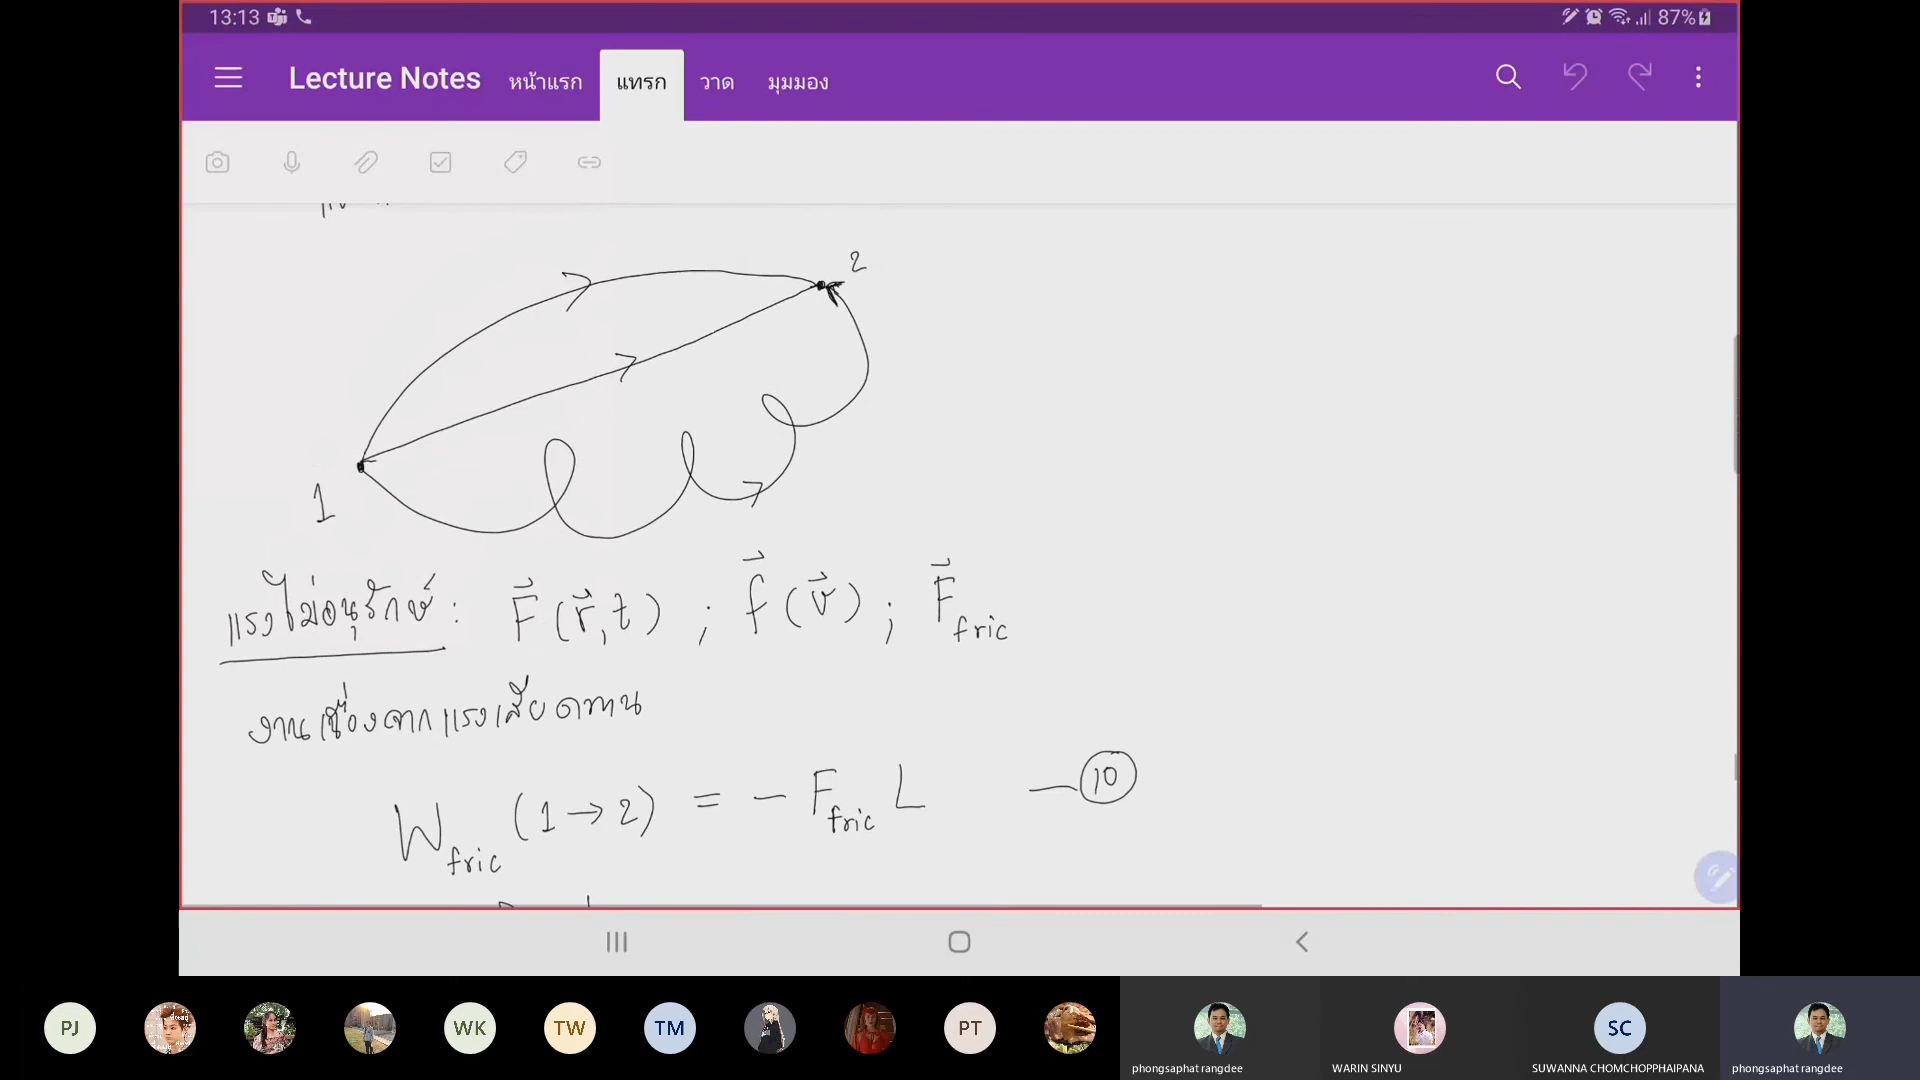 13:13
87%
Lecture Notes หน้าแรก แทรก วาด มุมมอง
2
1
แรงไม่อนุรักษ์ : F⃗ (r⃗, t) ; f⃗ (v⃗) ; F⃗ fric
งานเนื่องจากแรงเสียดทาน
W fric (1 → 2) = - F fric L — 10
PJ WK TW TM PT SC
phongsaphat rangdee WARIN SINYU SUWANNA CHOMCHOPPHAIPANA phongsaphat rangdee